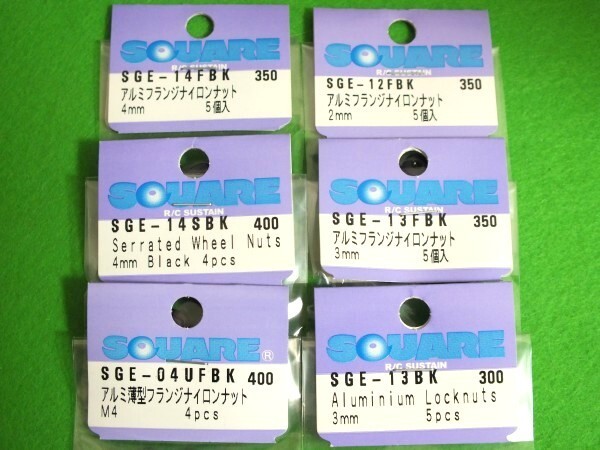 SQUARE
R/C SUSTAIN
SGE-14FBK 350
アルミフランジナイロンナット
4mm 5個入
SQUARE
R/C SUSTAIN
SGE-12FBK 350
アルミフランジナイロンナット
2mm 5個入
SQUARE
R/C SUSTAIN
SGE-14SBK 400
Serrated Wheel Nuts
4mm Black 4pcs
SQUARE
R/C SUSTAIN
SGE-13FBK 350
アルミフランジナイロンナット
3mm 5個入
SQUARE®
SGE-04UFBK 400
アルミ薄型フランジナイロンナット
M4 4pcs
SQUARE
R/C SUSTAIN
SGE-13BK 300
Aluminium Locknuts
3mm 5pcs